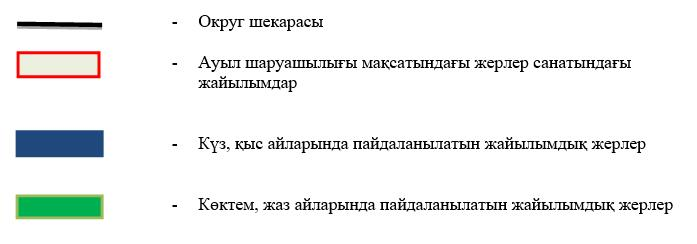 - Округ шекарасы
- Ауыл шаруашылығы мақсатындағы жерлер санатындағы
жайылымдар
- Күз, қыс айларында пайдаланылатын жайылымдық жерлер
- Көктем, жаз айларында пайдаланылатын жайылымдық жерлер